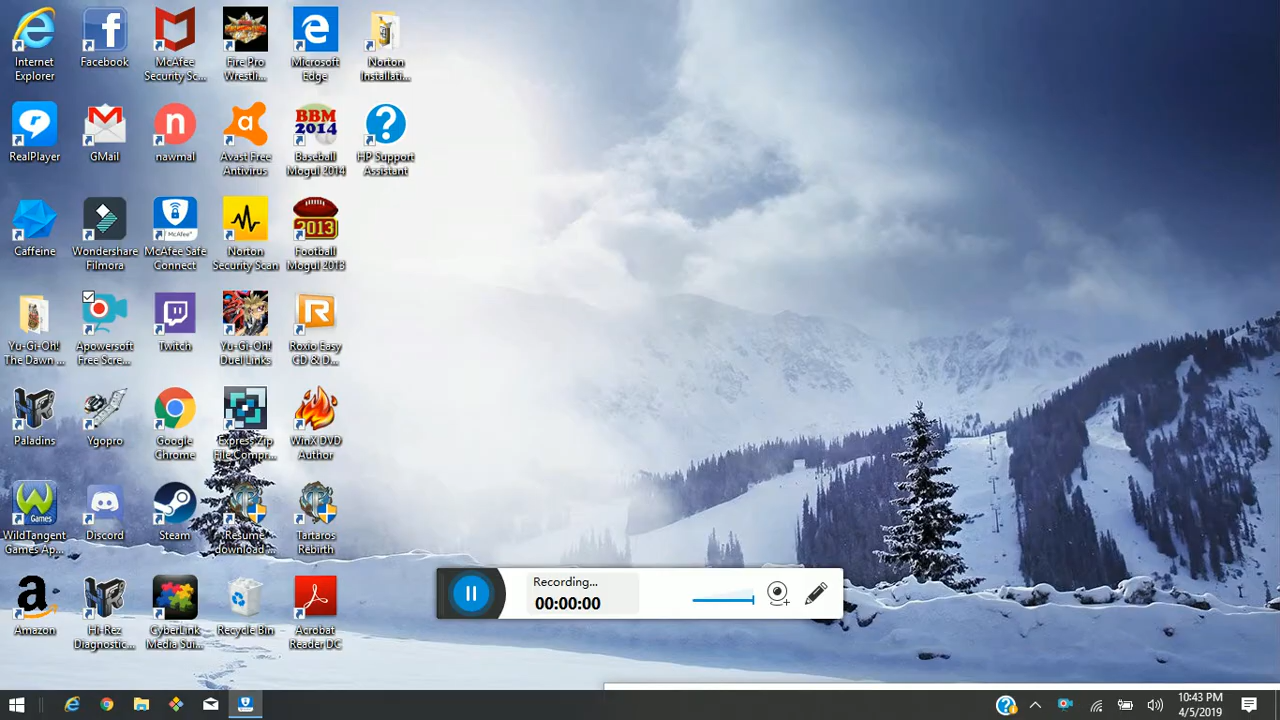 Internet
Explorer
Facebook
McAfee
Security Sc...
Fire Pro
Wrestli...
Microsoft
Edge
Norton
Installati...
RealPlayer
GMail
n
nawmal
a
Avast Free
Antivirus
BBM
2014
Baseball
Mogul 2014
?
HP Support
Assistant
Caffeine
Wondershare
Filmora
McAfee™
McAfee Safe
Connect
Norton
Security Scan
2013
Football
Mogul 2013
Yu-Gi-Oh!
The Dawn ...
Apowersoft
Free Scre...
Twitch
Yu-Gi-Oh!
Duel Links
Roxio Easy
CD & D...
Paladins
Ygopro
Google
Chrome
Express Zip
File Compr...
WinX DVD
Author
Games
WildTangent
Games Ap...
Discord
Steam
Resume
download ...
Tartaros
Rebirth
Amazon
Hi-Rez
Diagnostic...
CyberLink
Media Sui...
Recycle Bin
Acrobat
Reader DC
Recording...
00:00:00
10:43 PM
4/5/2019